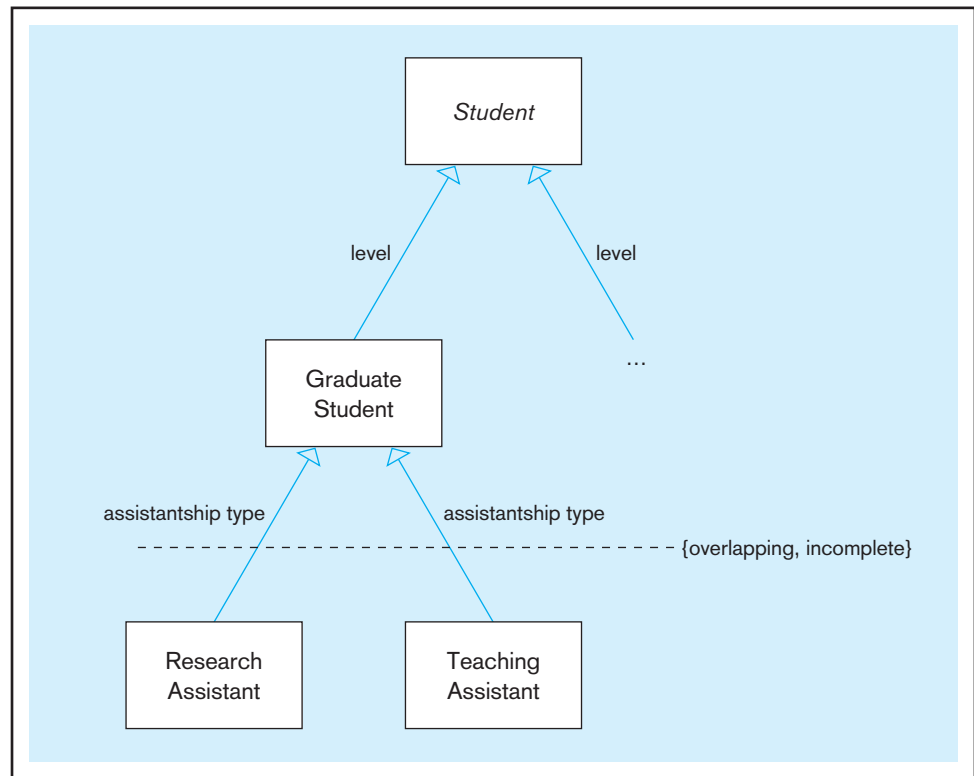 Student
level
level
...
Graduate
Student
assistantship type
assistantship type
{overlapping, incomplete}
Research
Assistant
Teaching
Assistant